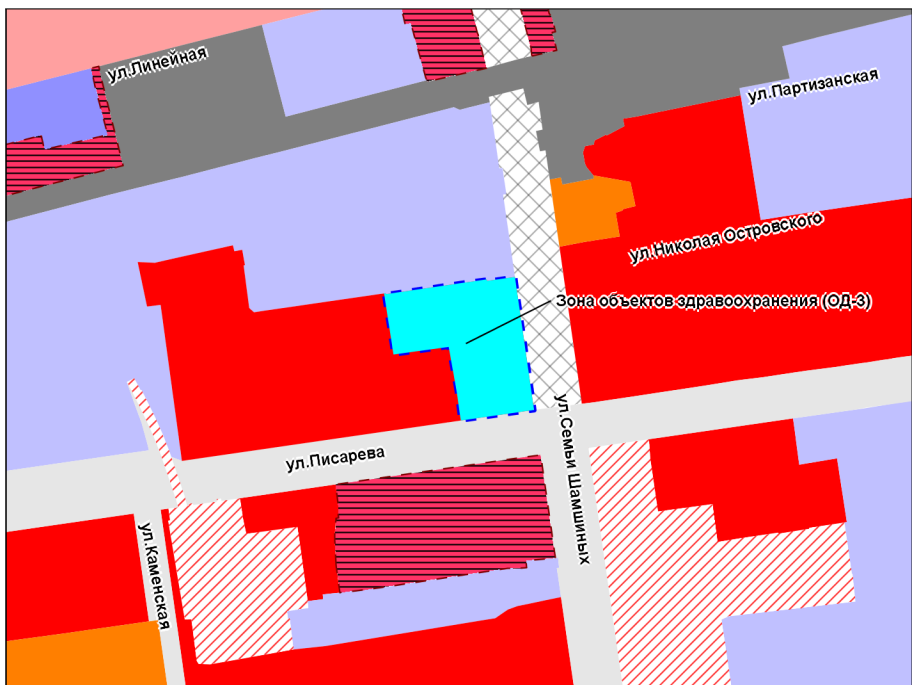 ул.Линейная
ул.Партизанская
ул.Николая Островского
Зона объектов здравоохранения (ОД-3)
ул.Семьи Шамшиных
ул.Писарева
ул.Каменская